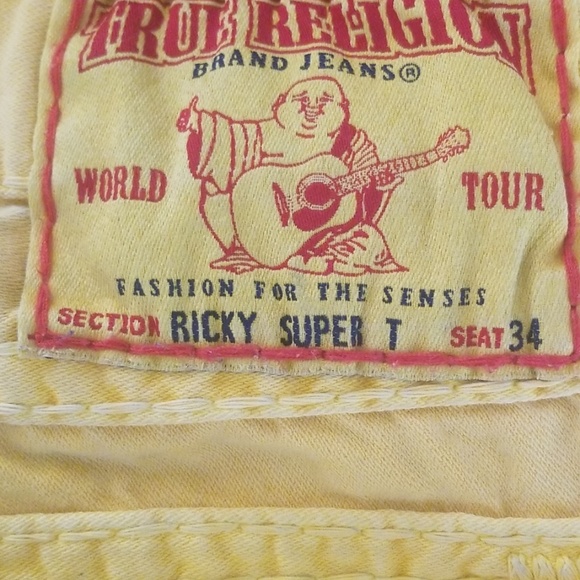 TRUE RELIGION
BRAND JEANS®
WORLD TOUR
FASHION FOR THE SENSES
SECTION RICKY SUPER T SEAT 34